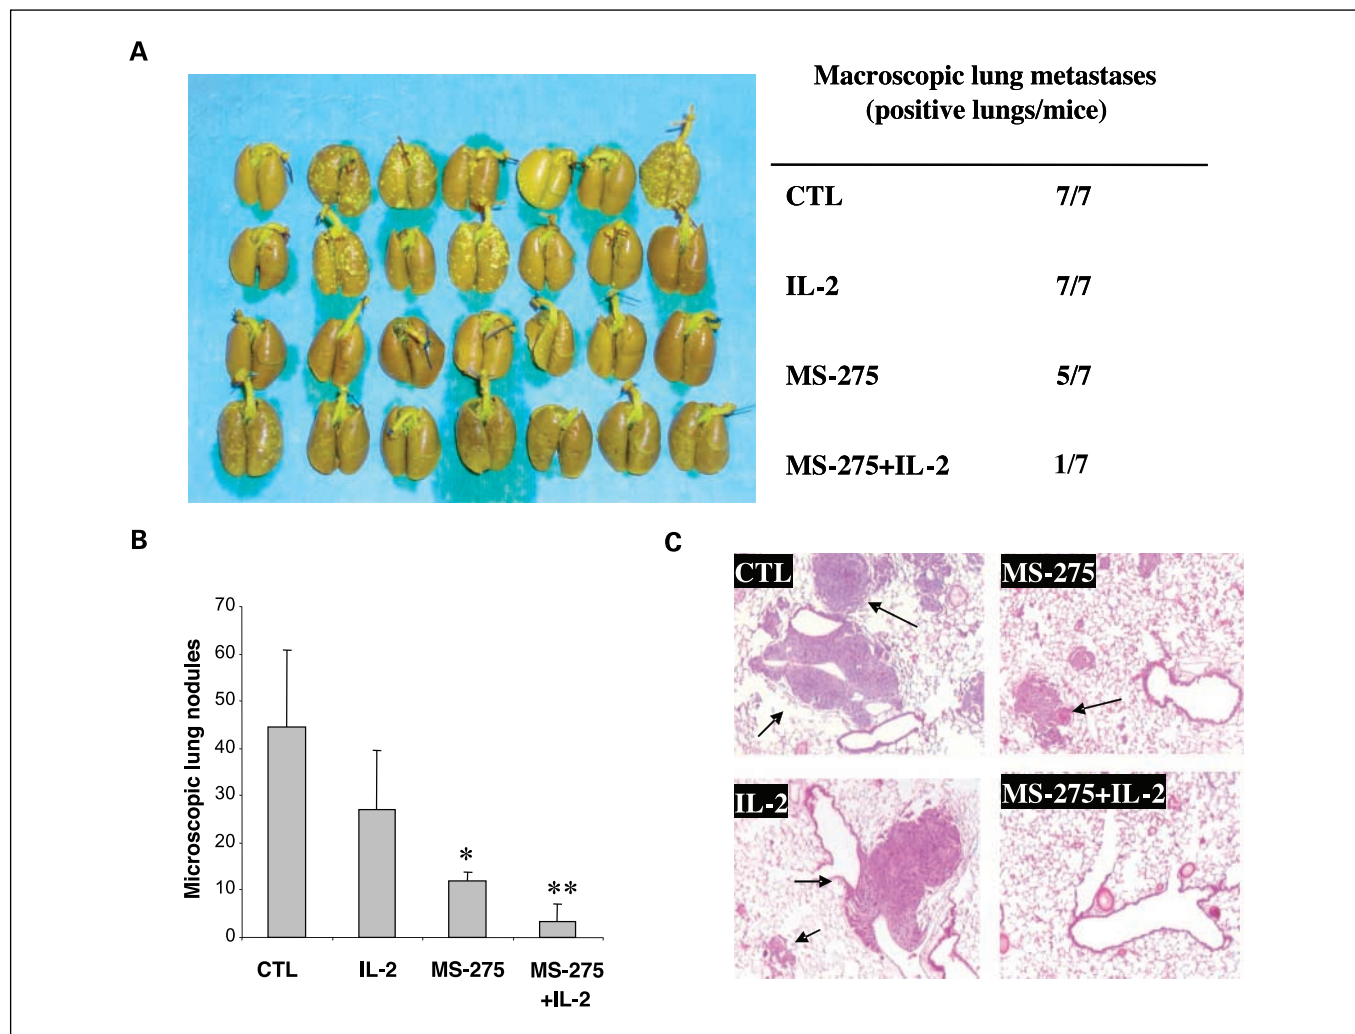 A
Macroscopic lung metastases
(positive lungs/mice)
CTL 7/7
IL-2 7/7
MS-275 5/7
MS-275+IL-2 1/7
B
Microscopic lung nodules
70
60
50
40
30
20
10
0
*
**
CTL IL-2 MS-275 MS-275
+IL-2
C
CTL
MS-275
IL-2
MS-275+IL-2